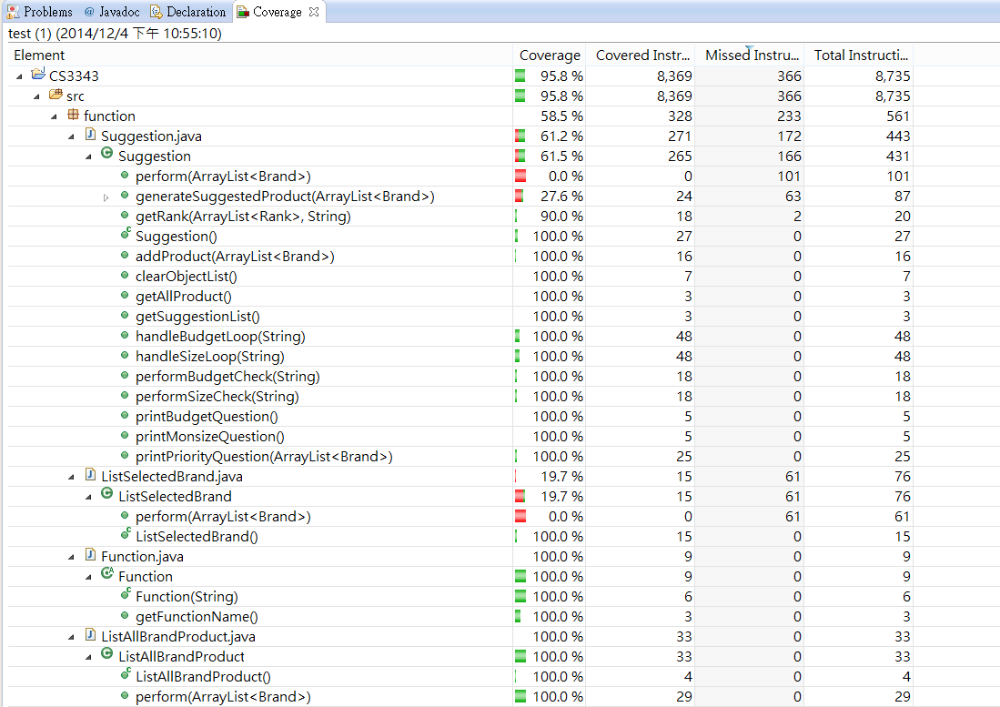 Problems @ Javadoc Declaration Coverage
test (1) (2014/12/4 下午 10:55:10)
Element Coverage Covered Instr... Missed Instru... Total Instructi...
CS3343 95.8 % 8,369 366 8,735
src 95.8 % 8,369 366 8,735
function 58.5 % 328 233 561
Suggestion.java 61.2 % 271 172 443
Suggestion 61.5 % 265 166 431
perform(ArrayList<Brand>) 0.0 % 0 101 101
generateSuggestedProduct(ArrayList<Brand>) 27.6 % 24 63 87
getRank(ArrayList<Rank>, String) 90.0 % 18 2 20
Suggestion() 100.0 % 27 0 27
addProduct(ArrayList<Brand>) 100.0 % 16 0 16
clearObjectList() 100.0 % 7 0 7
getAllProduct() 100.0 % 3 0 3
getSuggestionList() 100.0 % 3 0 3
handleBudgetLoop(String) 100.0 % 48 0 48
handleSizeLoop(String) 100.0 % 48 0 48
performBudgetCheck(String) 100.0 % 18 0 18
performSizeCheck(String) 100.0 % 18 0 18
printBudgetQuestion() 100.0 % 5 0 5
printMonsizeQuestion() 100.0 % 5 0 5
printPriorityQuestion(ArrayList<Brand>) 100.0 % 25 0 25
ListSelectedBrand.java 19.7 % 15 61 76
ListSelectedBrand 19.7 % 15 61 76
perform(ArrayList<Brand>) 0.0 % 0 61 61
ListSelectedBrand() 100.0 % 15 0 15
Function.java 100.0 % 9 0 9
Function 100.0 % 9 0 9
Function(String) 100.0 % 6 0 6
getFunctionName() 100.0 % 3 0 3
ListAllBrandProduct.java 100.0 % 33 0 33
ListAllBrandProduct 100.0 % 33 0 33
ListAllBrandProduct() 100.0 % 4 0 4
perform(ArrayList<Brand>) 100.0 % 29 0 29